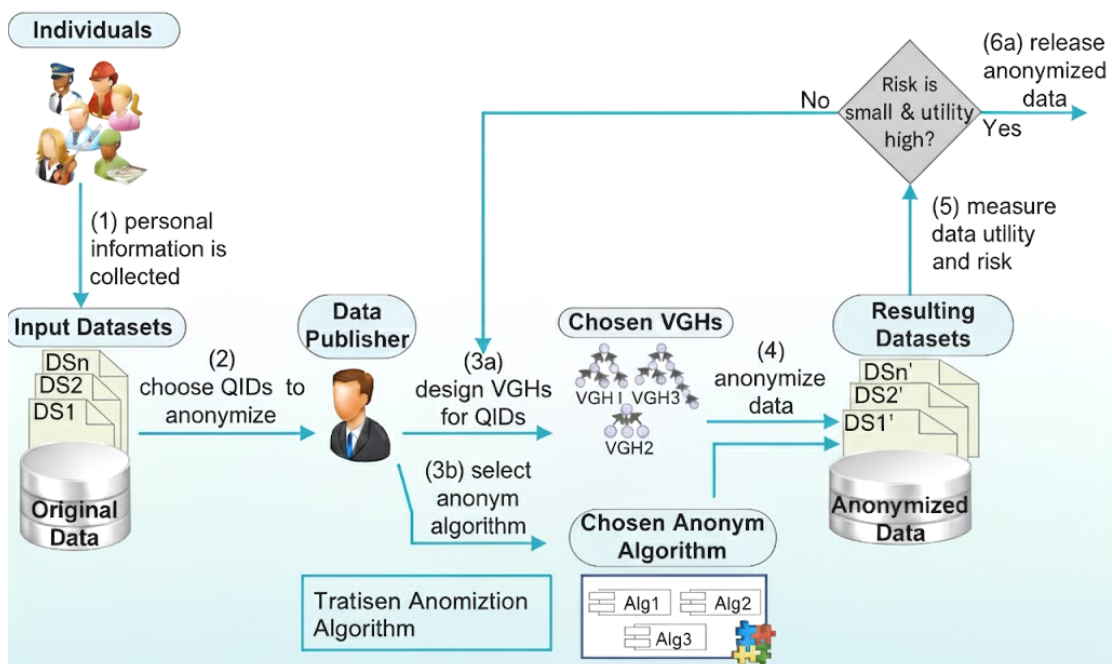 Individuals
(1) personal
information is
collected
Input Datasets
DSn
DS2
DS1
Original
Data
(2)
choose QIDs to
anonymize
Data
Publisher
(3a)
design VGHs
for QIDs
(3b) select
anonym
algorithm
Chosen VGHs
VGH1 VGH3
VGH2
Chosen Anonym
Algorithm
Alg1 Alg2
Alg3
Tratisen Anomiztion
Algorithm
(4)
anonymize
data
Resulting
Datasets
DSn'
DS2'
DS1'
Anonymized
Data
(5) measure
data utlity
and risk
Risk is
small & utility
high?
No
Yes
(6a) release
anonymized
data